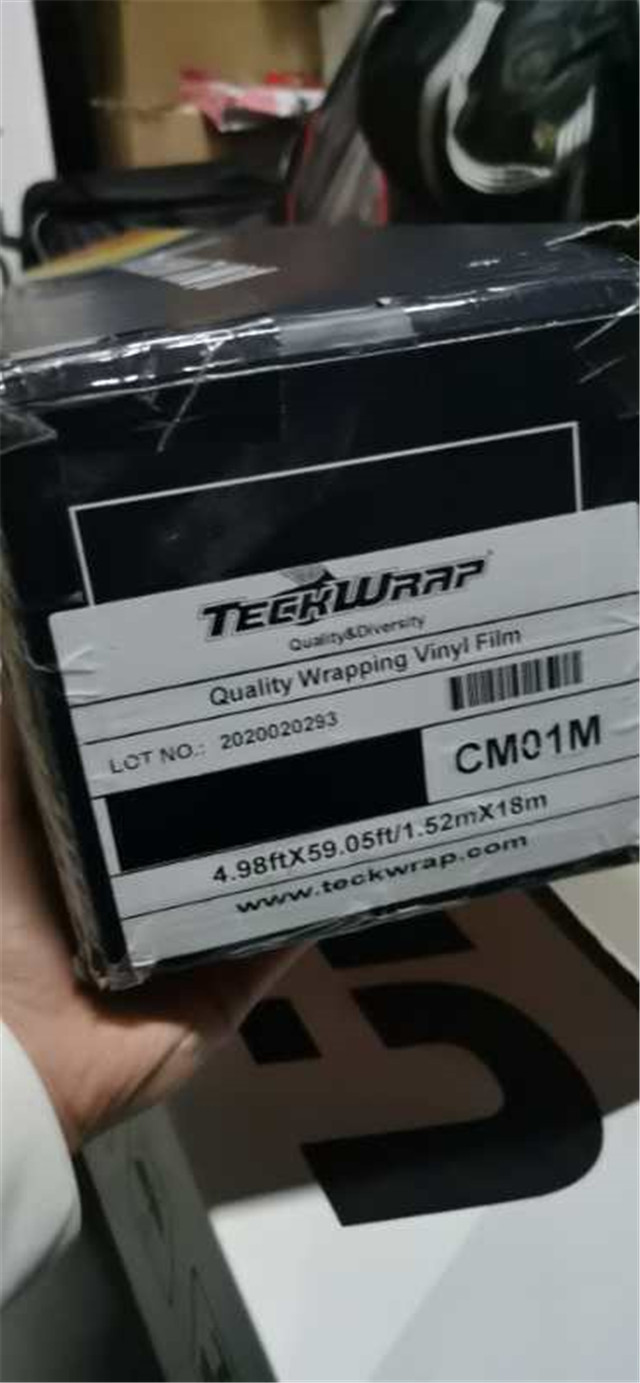 TECKWRAP
Quality&Diversity
Quality Wrapping Vinyl Film
LOT NO.: 2020020293
CM01M
4.98ftX59.05ft/1.52mX18m
www.teckwrap.com